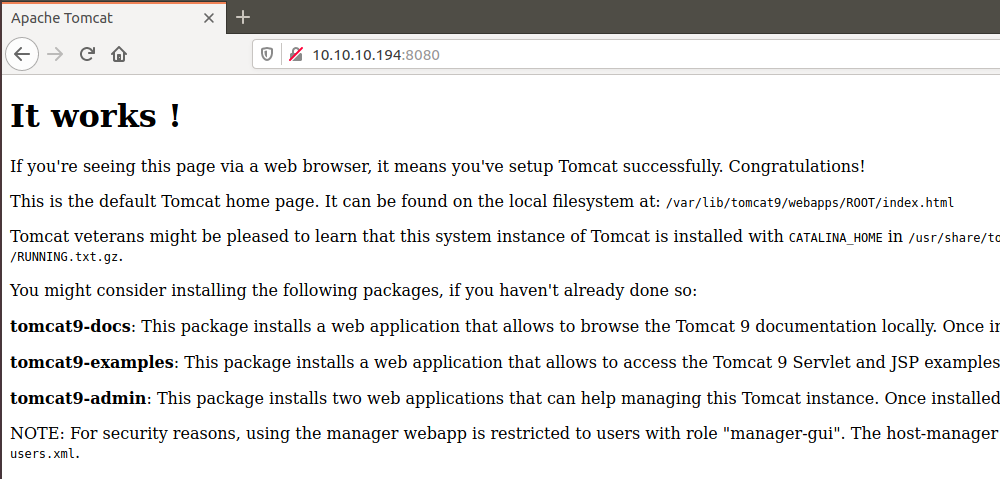 Apache Tomcat
10.10.10.194:8080
It works !
If you're seeing this page via a web browser, it means you've setup Tomcat successfully. Congratulations!
This is the default Tomcat home page. It can be found on the local filesystem at: /var/lib/tomcat9/webapps/ROOT/index.html
Tomcat veterans might be pleased to learn that this system instance of Tomcat is installed with CATALINA_HOME in /usr/share/to
/RUNNING.txt.gz.
You might consider installing the following packages, if you haven't already done so:
tomcat9-docs: This package installs a web application that allows to browse the Tomcat 9 documentation locally. Once in
tomcat9-examples: This package installs a web application that allows to access the Tomcat 9 Servlet and JSP examples
tomcat9-admin: This package installs two web applications that can help managing this Tomcat instance. Once installed
NOTE: For security reasons, using the manager webapp is restricted to users with role "manager-gui". The host-manager
users.xml.